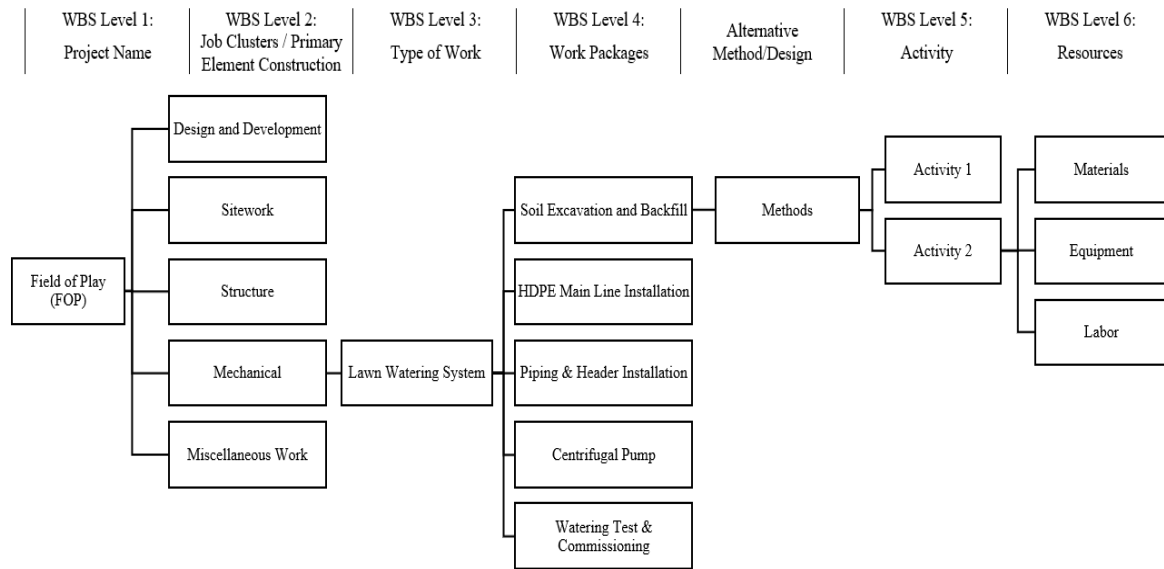 WBS Level 1:
Project Name
WBS Level 2:
Job Clusters / Primary
Element Construction
WBS Level 3:
Type of Work
WBS Level 4:
Work Packages
Alternative
Method/Design
WBS Level 5:
Activity
WBS Level 6:
Resources
Field of Play
(FOP)
Design and Development
Sitework
Structure
Mechanical
Miscellaneous Work
Lawn Watering System
Soil Excavation and Backfill
HDPE Main Line Installation
Piping & Header Installation
Centrifugal Pump
Watering Test &
Commissioning
Methods
Activity 1
Activity 2
Materials
Equipment
Labor